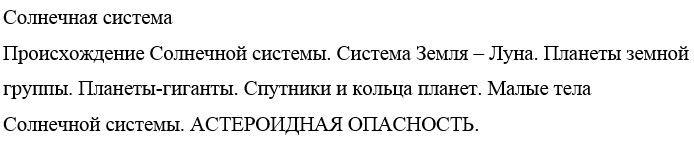 Солнечная система
Происхождение Солнечной системы. Система Земля – Луна. Планеты земной
группы. Планеты-гиганты. Спутники и кольца планет. Малые тела
Солнечной системы. АСТЕРОИДНАЯ ОПАСНОСТЬ.